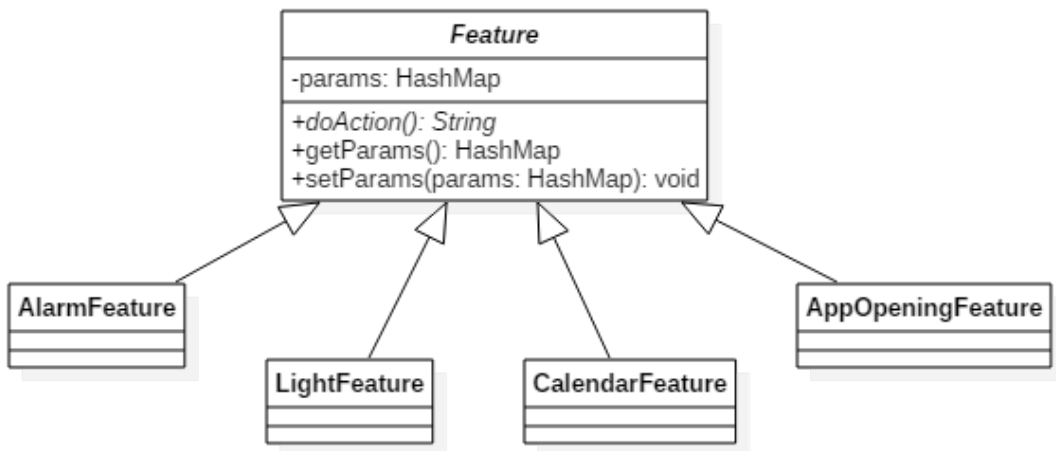 Feature
-params: HashMap
+doAction(): String
+getParams(): HashMap
+setParams(params: HashMap): void
AlarmFeature
AppOpeningFeature
LightFeature
CalendarFeature